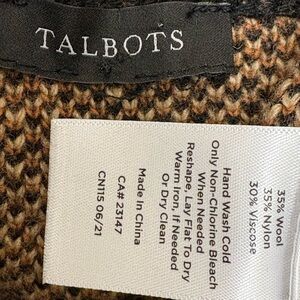 TALBOTS
35% Wool
35% Nylon
30% Viscose
Hand Wash Cold
Only Non-Chlorine Bleach
When Needed
Reshape, Lay Flat To Dry
Warm Iron If Needed
Or Dry Clean
Made In China
CA# 23147
CN115 06/21